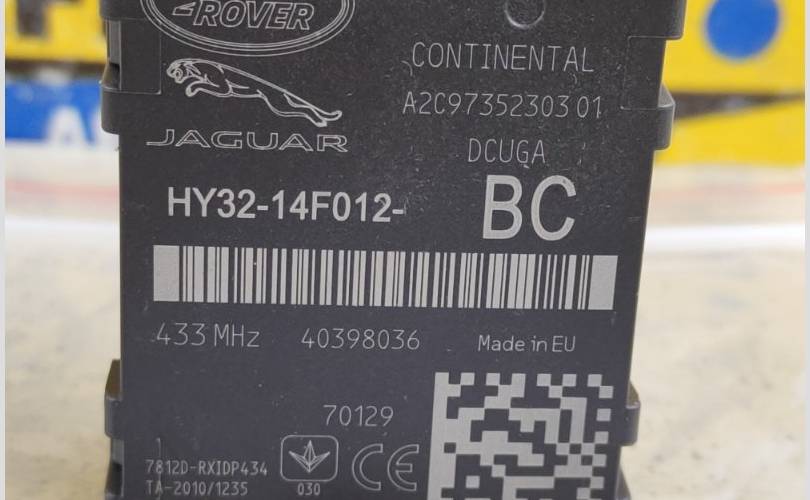 ROVER
CONTINENTAL
A2C97352303 01
JAGUAR
DCUGA
HY32-14F012- BC
433 MHz 40398036 Made in EU
70129
7812D-RXIDP434
TA-2010/1235
030
CE